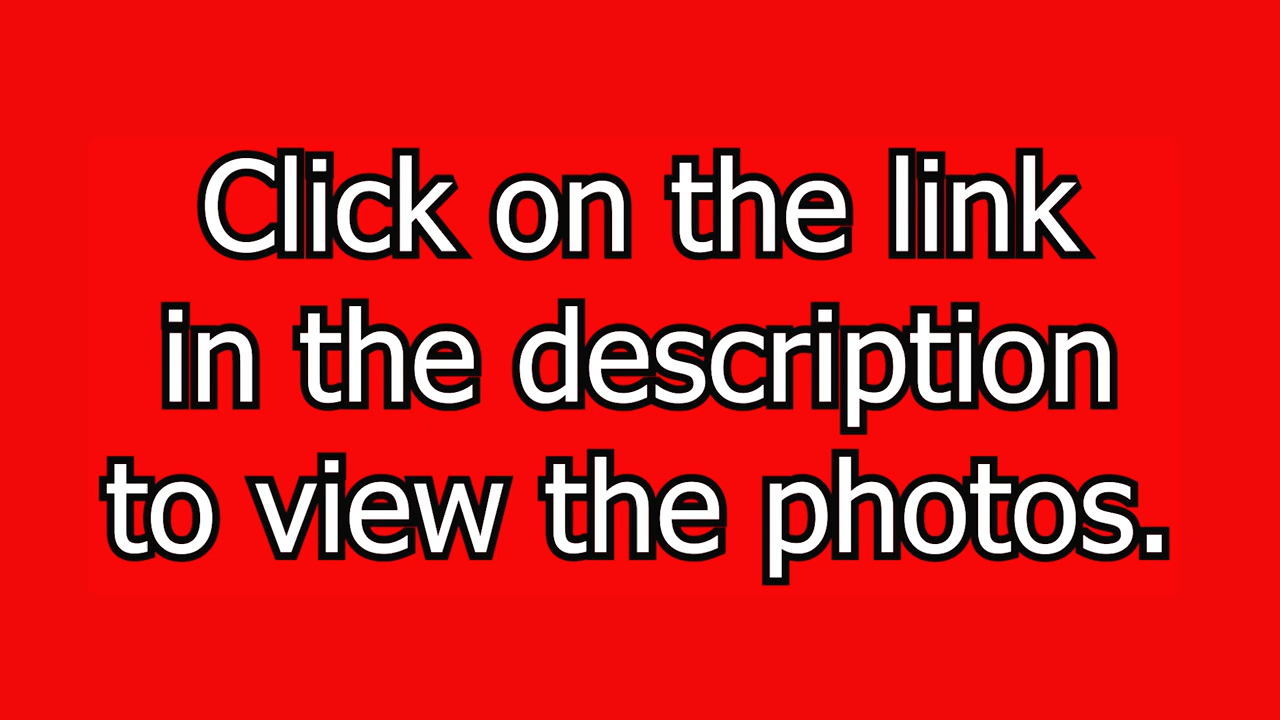 Click on the link
in the description
to view the photos.